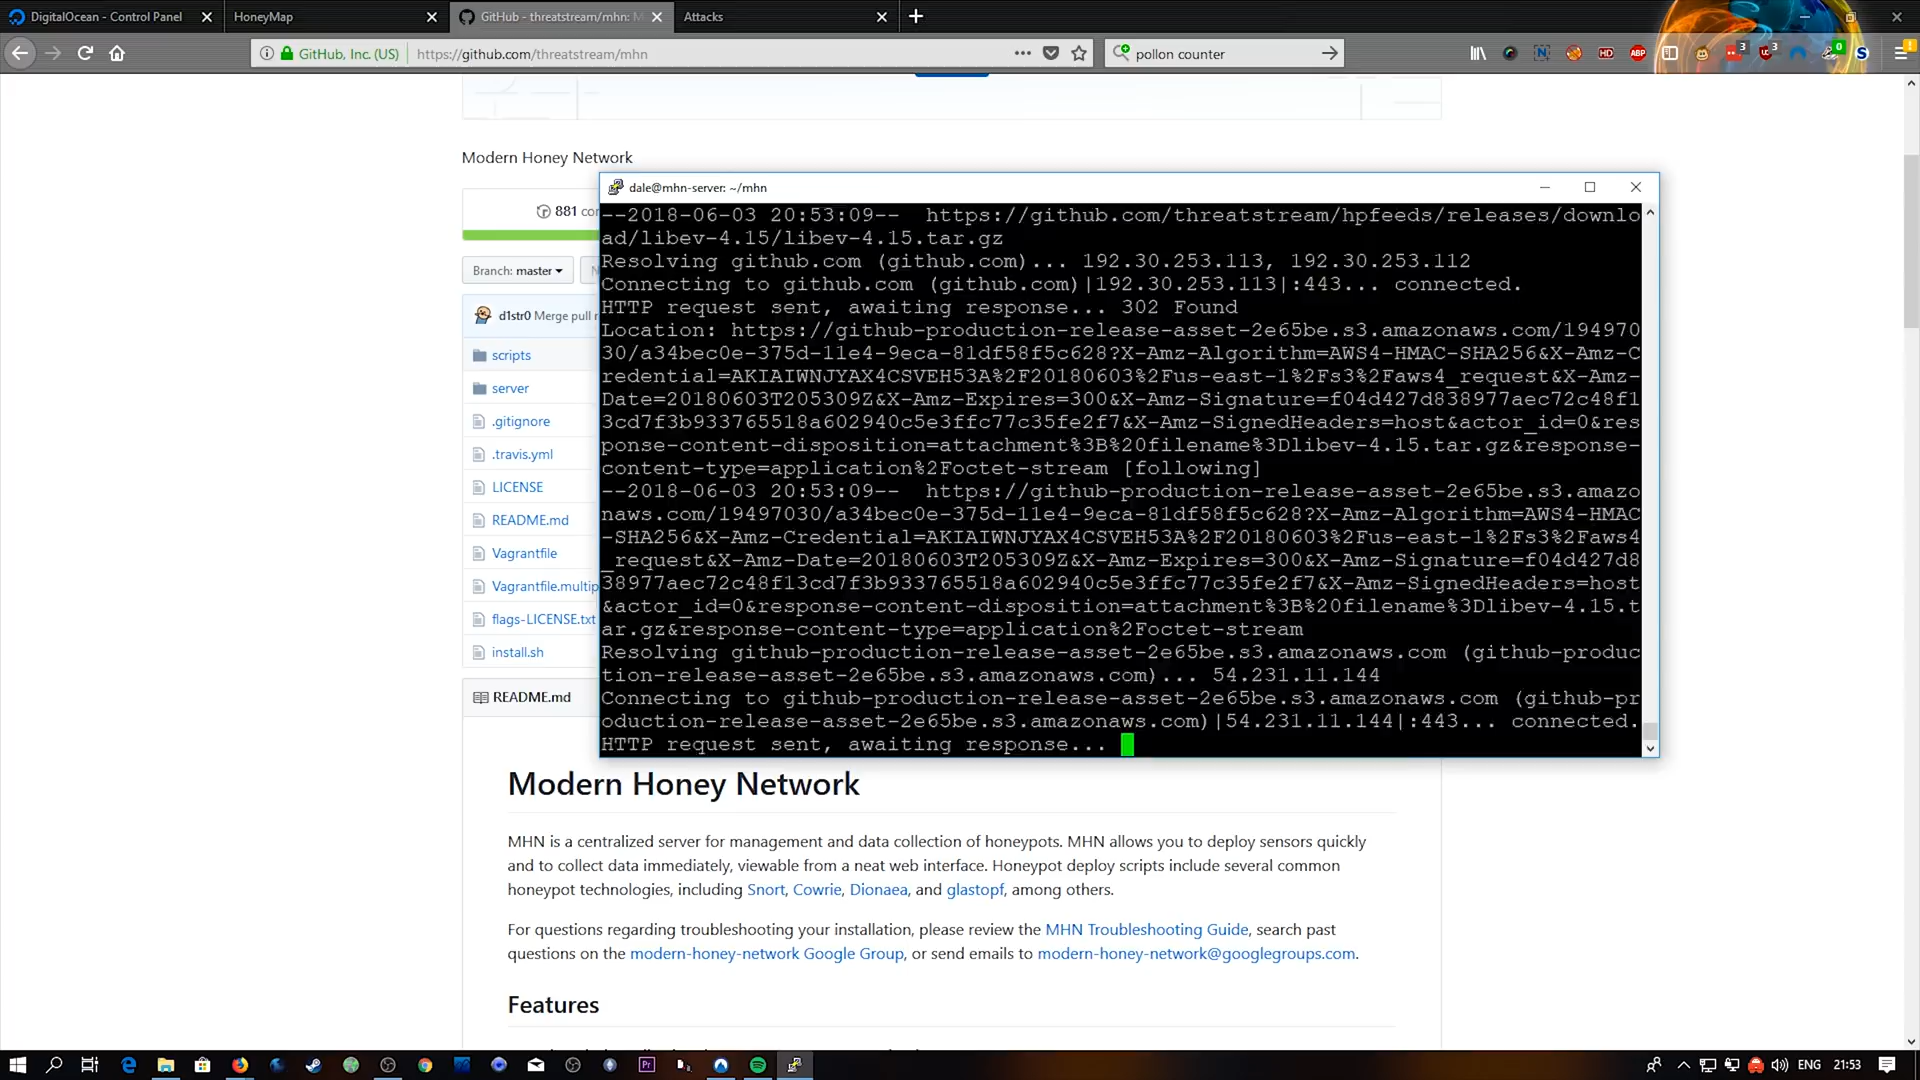 DigitalOcean - Control Panel
HoneyMap
GitHub - threatstream/mhn: M
Attacks
GitHub, Inc. (US)
https://github.com/threatstream/mhn
pollon counter
Modern Honey Network
881 co
Branch: master
d1str0 Merge pull r
scripts
server
.gitignore
.travis.yml
LICENSE
README.md
Vagrantfile
Vagrantfile.multip
flags-LICENSE.txt
install.sh
README.md
dale@mhn-server: ~/mhn
--2018-06-03 20:53:09--  https://github.com/threatstream/hpfeeds/releases/downlo
ad/libev-4.15/libev-4.15.tar.gz
Resolving github.com (github.com)... 192.30.253.113, 192.30.253.112
Connecting to github.com (github.com)|192.30.253.113|:443... connected.
HTTP request sent, awaiting response... 302 Found
Location: https://github-production-release-asset-2e65be.s3.amazonaws.com/194970
30/a34bec0e-375d-11e4-9eca-81df58f5c628?X-Amz-Algorithm=AWS4-HMAC-SHA256&X-Amz-C
redential=AKIAIWNJYAX4CSVEH53A%2F20180603%2Fus-east-1%2Fs3%2Faws4_request&X-Amz-
Date=20180603T205309Z&X-Amz-Expires=300&X-Amz-Signature=f04d427d838977aec72c48f1
3cd7f3b933765518a602940c5e3ffc77c35fe2f7&X-Amz-SignedHeaders=host&actor_id=0&res
ponse-content-disposition=attachment%3B%20filename%3Dlibev-4.15.tar.gz&response-
content-type=application%2Foctet-stream [following]
--2018-06-03 20:53:09--  https://github-production-release-asset-2e65be.s3.amazo
naws.com/19497030/a34bec0e-375d-11e4-9eca-81df58f5c628?X-Amz-Algorithm=AWS4-HMAC
-SHA256&X-Amz-Credential=AKIAIWNJYAX4CSVEH53A%2F20180603%2Fus-east-1%2Fs3%2Faws4
_request&X-Amz-Date=20180603T205309Z&X-Amz-Expires=300&X-Amz-Signature=f04d427d8
38977aec72c48f13cd7f3b933765518a602940c5e3ffc77c35fe2f7&X-Amz-SignedHeaders=host
&actor_id=0&response-content-disposition=attachment%3B%20filename%3Dlibev-4.15.t
ar.gz&response-content-type=application%2Foctet-stream
Resolving github-production-release-asset-2e65be.s3.amazonaws.com (github-produc
tion-release-asset-2e65be.s3.amazonaws.com)... 54.231.11.144
Connecting to github-production-release-asset-2e65be.s3.amazonaws.com (github-pr
oduction-release-asset-2e65be.s3.amazonaws.com)|54.231.11.144|:443... connected.
HTTP request sent, awaiting response...
Modern Honey Network
MHN is a centralized server for management and data collection of honeypots. MHN allows you to deploy sensors quickly
and to collect data immediately, viewable from a neat web interface. Honeypot deploy scripts include several common
honeypot technologies, including Snort, Cowrie, Dionaea, and glastopf, among others.
For questions regarding troubleshooting your installation, please review the MHN Troubleshooting Guide, search past
questions on the modern-honey-network Google Group, or send emails to modern-honey-network@googlegroups.com.
Features
ENG
21:53